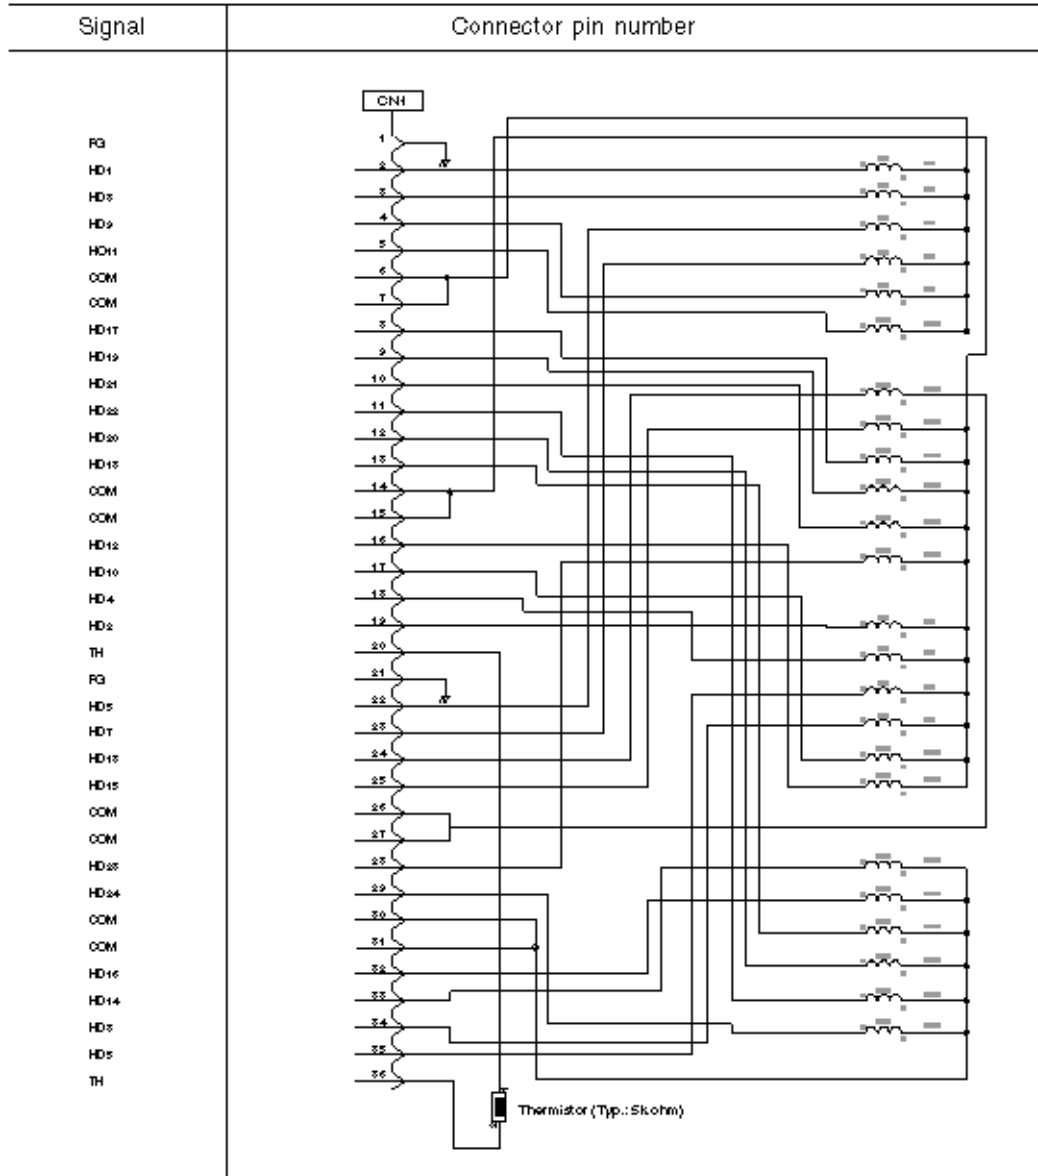 Signal Connector pin number
CN1
FG 1
HD1 2
HD3 3
HD9 4
HD11 5
COM 6
COM 7
HD17 8
HD19 9
HD21 10
HD22 11
HD20 12
HD18 13
COM 14
COM 15
HD12 16
HD10 17
HD4 18
HD2 19
TH 20
FG 21
HD5 22
HD7 23
HD13 24
HD15 25
COM 26
COM 27
HD23 28
HD24 29
COM 30
COM 31
HD16 32
HD14 33
HD8 34
HD6 35
TH 36
Thermistor (Typ.: 5kohm)